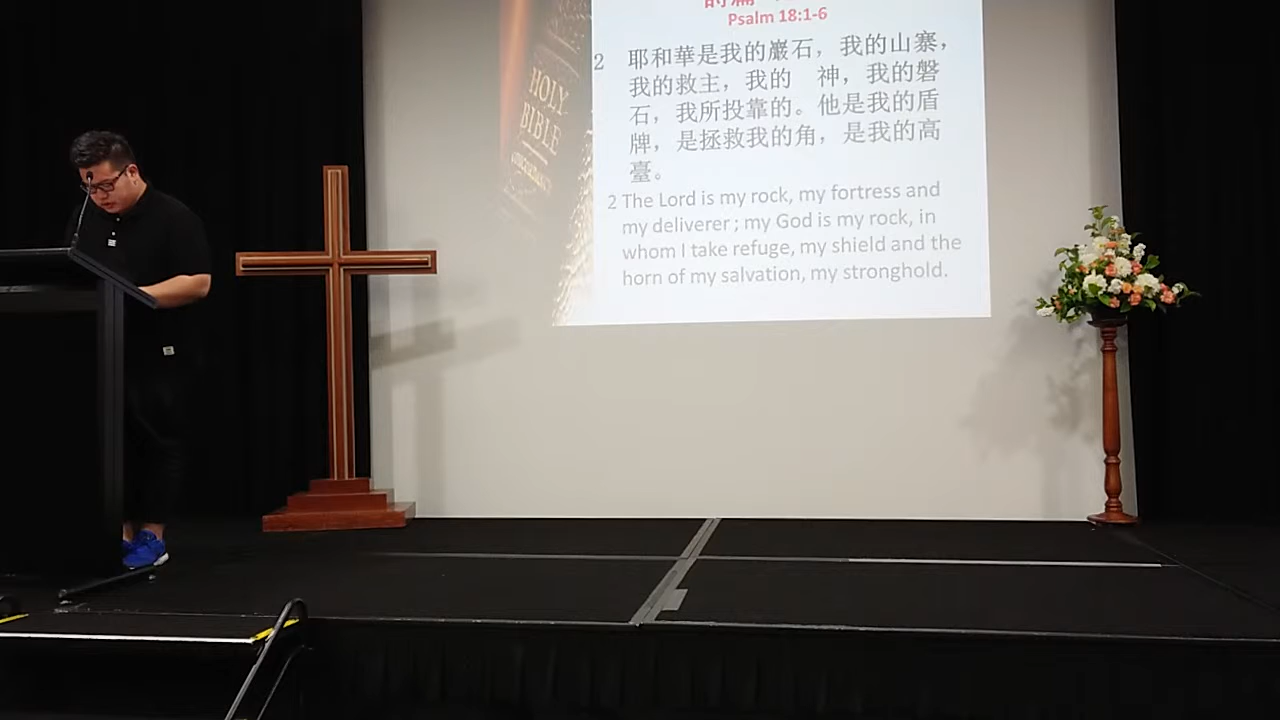 詩篇
Psalm 18:1-6
2 耶和華是我的巖石，我的山寨，
我的救主，我的　神，我的磐
石，我所投靠的。他是我的盾
牌，是拯救我的角，是我的高
臺。
2 The Lord is my rock, my fortress and
my deliverer ; my God is my rock, in
whom I take refuge, my shield and the
horn of my salvation, my stronghold.
HOLY
BIBLE
CONCORDANCE